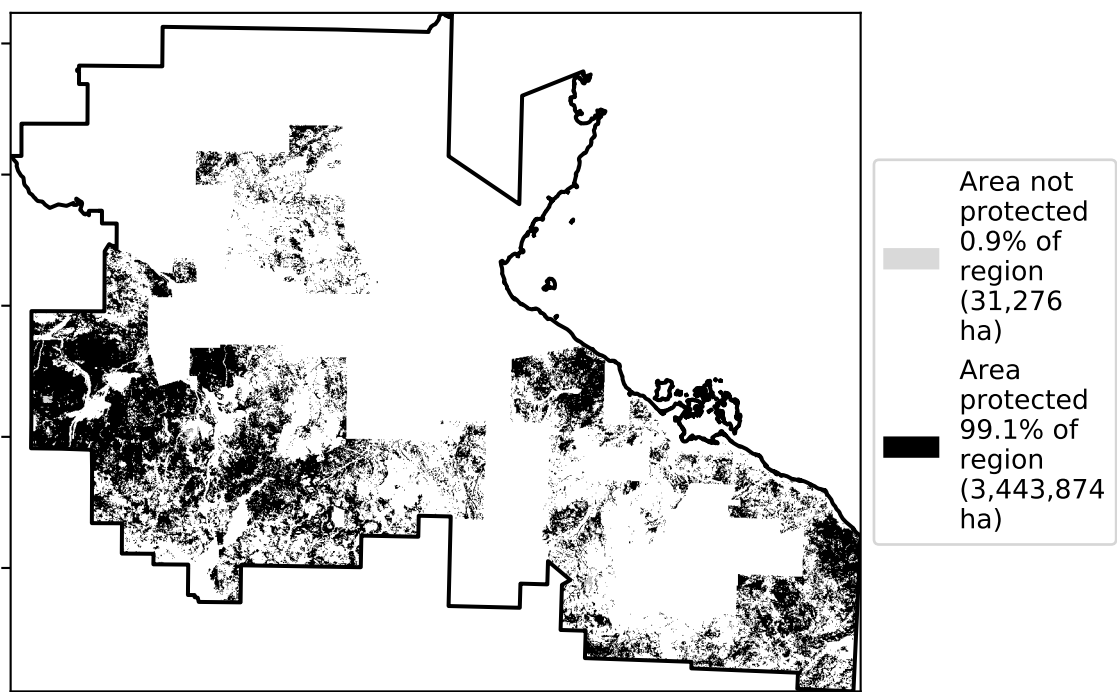 Area not
protected
0.9% of
region
(31,276
ha)
Area
protected
99.1% of
region
(3,443,874
ha)